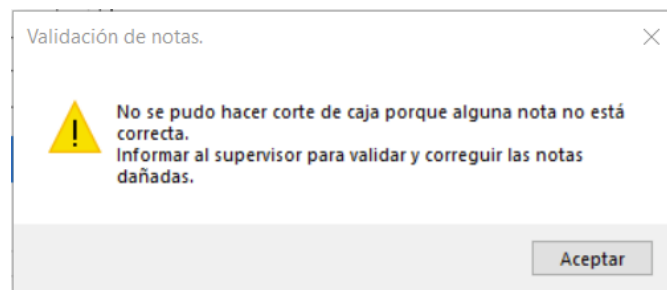 Validación de notas.
No se pudo hacer corte de caja porque alguna nota no está
correcta.
Informar al supervisor para validar y correguir las notas
dañadas.
Aceptar